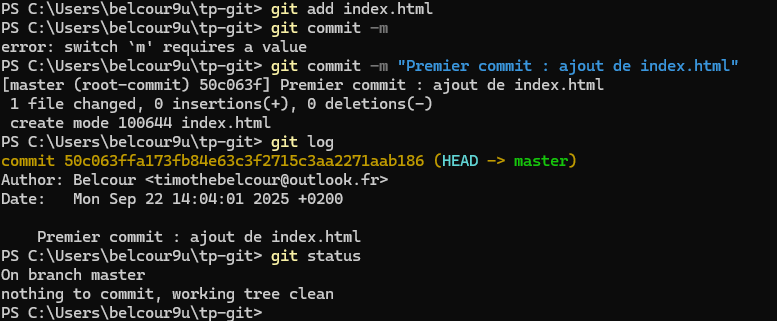 PS C:\Users\belcour9u\tp-git> git add index.html
PS C:\Users\belcour9u\tp-git> git commit -m
error: switch `m' requires a value
PS C:\Users\belcour9u\tp-git> git commit -m "Premier commit : ajout de index.html"
[master (root-commit) 50c063f] Premier commit : ajout de index.html
 1 file changed, 0 insertions(+), 0 deletions(-)
 create mode 100644 index.html
PS C:\Users\belcour9u\tp-git> git log
commit 50c063ffa173fb84e63c3f2715c3aa2271aab186 (HEAD -> master)
Author: Belcour <timothebelcour@outlook.fr>
Date:   Mon Sep 22 14:04:01 2025 +0200

    Premier commit : ajout de index.html
PS C:\Users\belcour9u\tp-git> git status
On branch master
nothing to commit, working tree clean
PS C:\Users\belcour9u\tp-git>